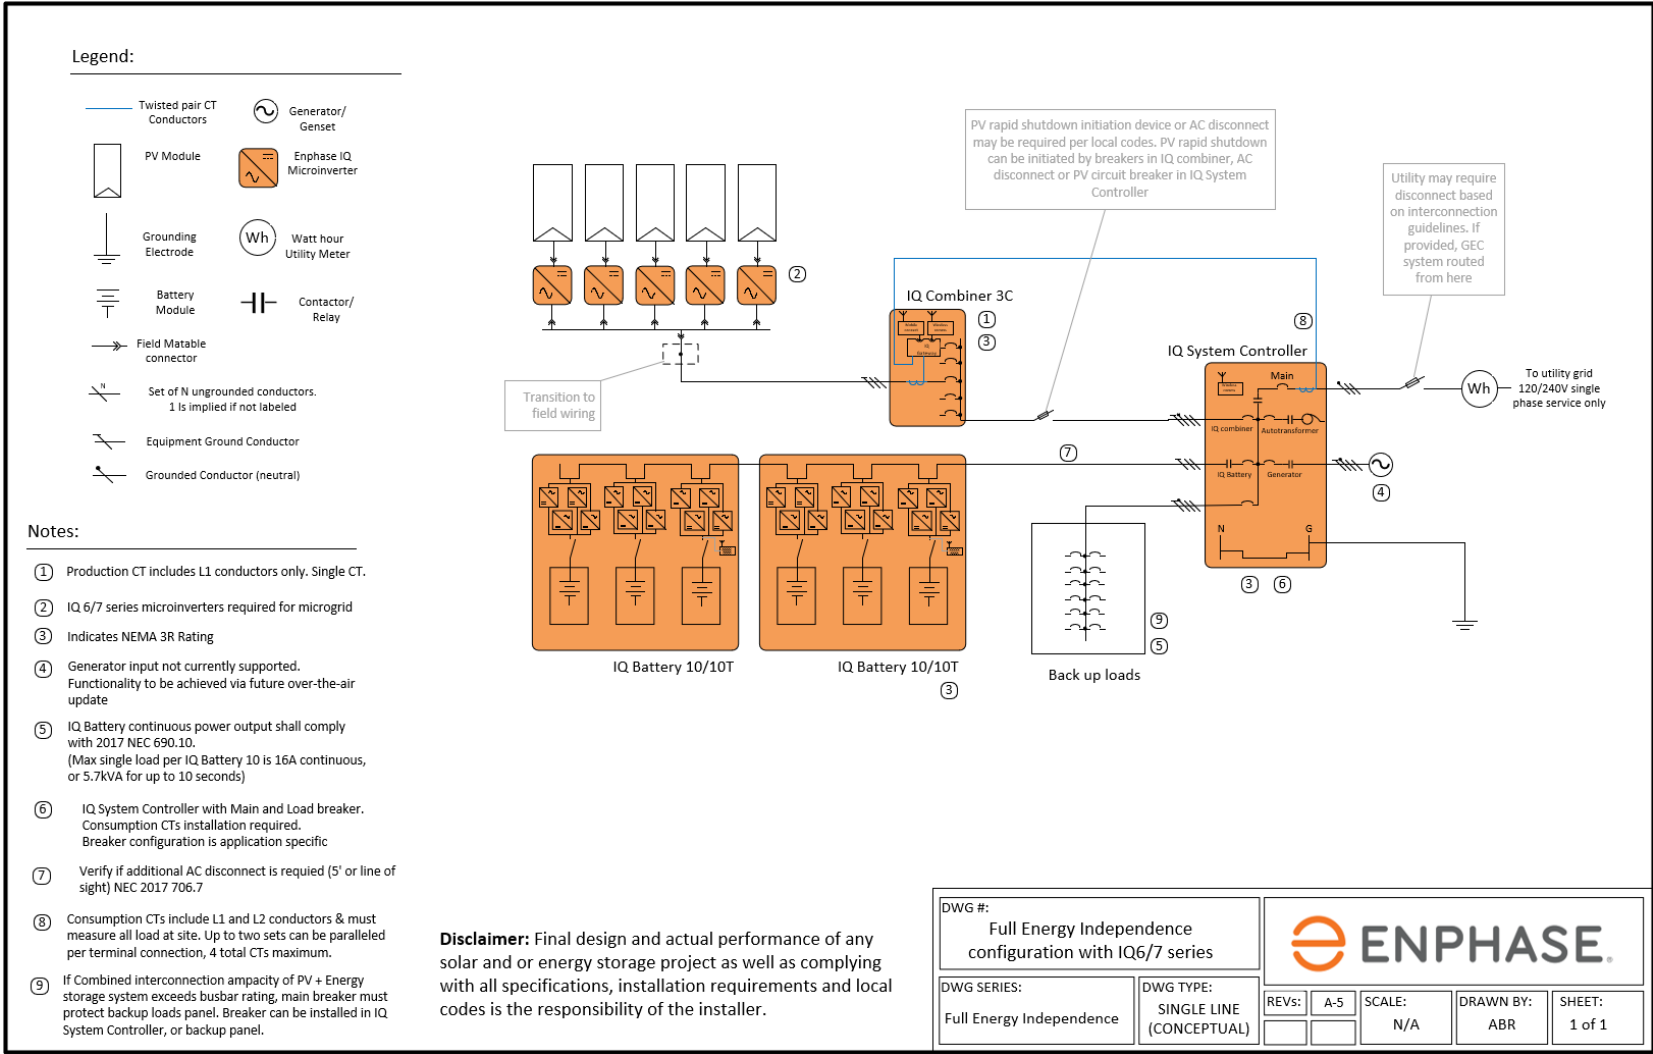 Legend:
Twisted pair CT
Conductors
Generator/
Genset
PV Module
Enphase IQ
Microinverter
Grounding
Electrode
Wh
Watt hour
Utility Meter
Battery
Module
Contactor/
Relay
Field Matable
connector
N
Set of N ungrounded conductors.
1 Is implied if not labeled
Equipment Ground Conductor
Grounded Conductor (neutral)
Notes:
1 Production CT includes L1 conductors only. Single CT.
2 IQ 6/7 series microinverters required for microgrid
3 Indicates NEMA 3R Rating
4 Generator input not currently supported.
Functionality to be achieved via future over-the-air
update
5 IQ Battery continuous power output shall comply
with 2017 NEC 690.10.
(Max single load per IQ Battery 10 is 16A continuous,
or 5.7kVA for up to 10 seconds)
6 IQ System Controller with Main and Load breaker.
Consumption CTs installation required.
Breaker configuration is application specific
7 Verify if additional AC disconnect is requied (5' or line of
sight) NEC 2017 706.7
8 Consumption CTs include L1 and L2 conductors & must
measure all load at site. Up to two sets can be paralleled
per terminal connection, 4 total CTs maximum.
9 If Combined interconnection ampacity of PV + Energy
storage system exceeds busbar rating, main breaker must
protect backup loads panel. Breaker can be installed in IQ
System Controller, or backup panel.
PV rapid shutdown initiation device or AC disconnect
may be required per local codes. PV rapid shutdown
can be initiated by breakers in IQ combiner, AC
disconnect or PV circuit breaker in IQ System
Controller
Utility may require
disconnect based
on interconnection
guidelines. If
provided, GEC
system routed
from here
2
IQ Combiner 3C
1
3
8
Transition to
field wiring
IQ System Controller
Main
IQ combiner
Autotransformer
IQ Battery
Generator
N
G
3
6
Wh
To utility grid
120/240V single
phase service only
4
7
IQ Battery 10/10T
IQ Battery 10/10T
3
9
5
Back up loads
Disclaimer: Final design and actual performance of any
solar and or energy storage project as well as complying
with all specifications, installation requirements and local
codes is the responsibility of the installer.
DWG #:
Full Energy Independence
configuration with IQ6/7 series
ENPHASE.
DWG SERIES:
Full Energy Independence
DWG TYPE:
SINGLE LINE
(CONCEPTUAL)
REVs:
A-5
SCALE:
N/A
DRAWN BY:
ABR
SHEET:
1 of 1